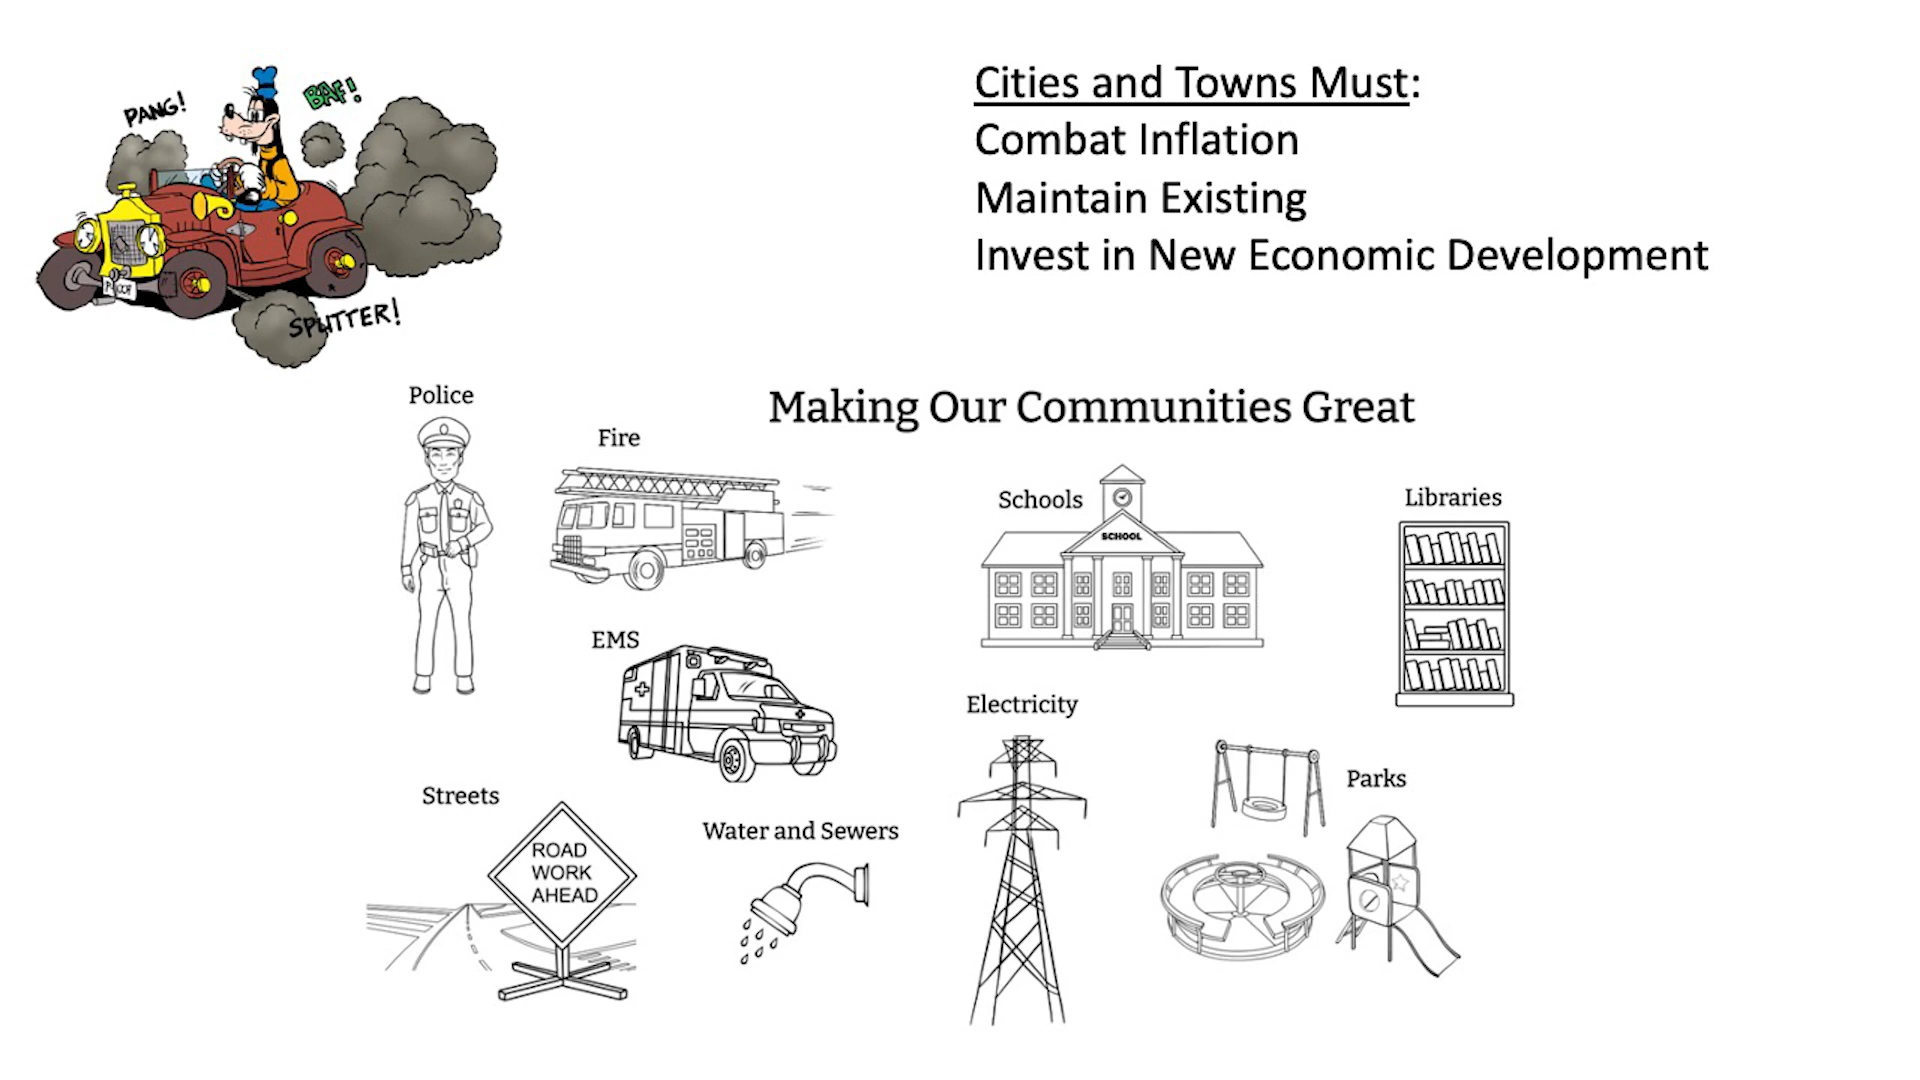 PANG!
BAF!
SPUTTER!
Cities and Towns Must:
Combat Inflation
Maintain Existing
Invest in New Economic Development
Making Our Communities Great
Police
Fire
EMS
Schools
SCHOOL
Libraries
Electricity
Parks
Streets
ROAD
WORK
AHEAD
Water and Sewers